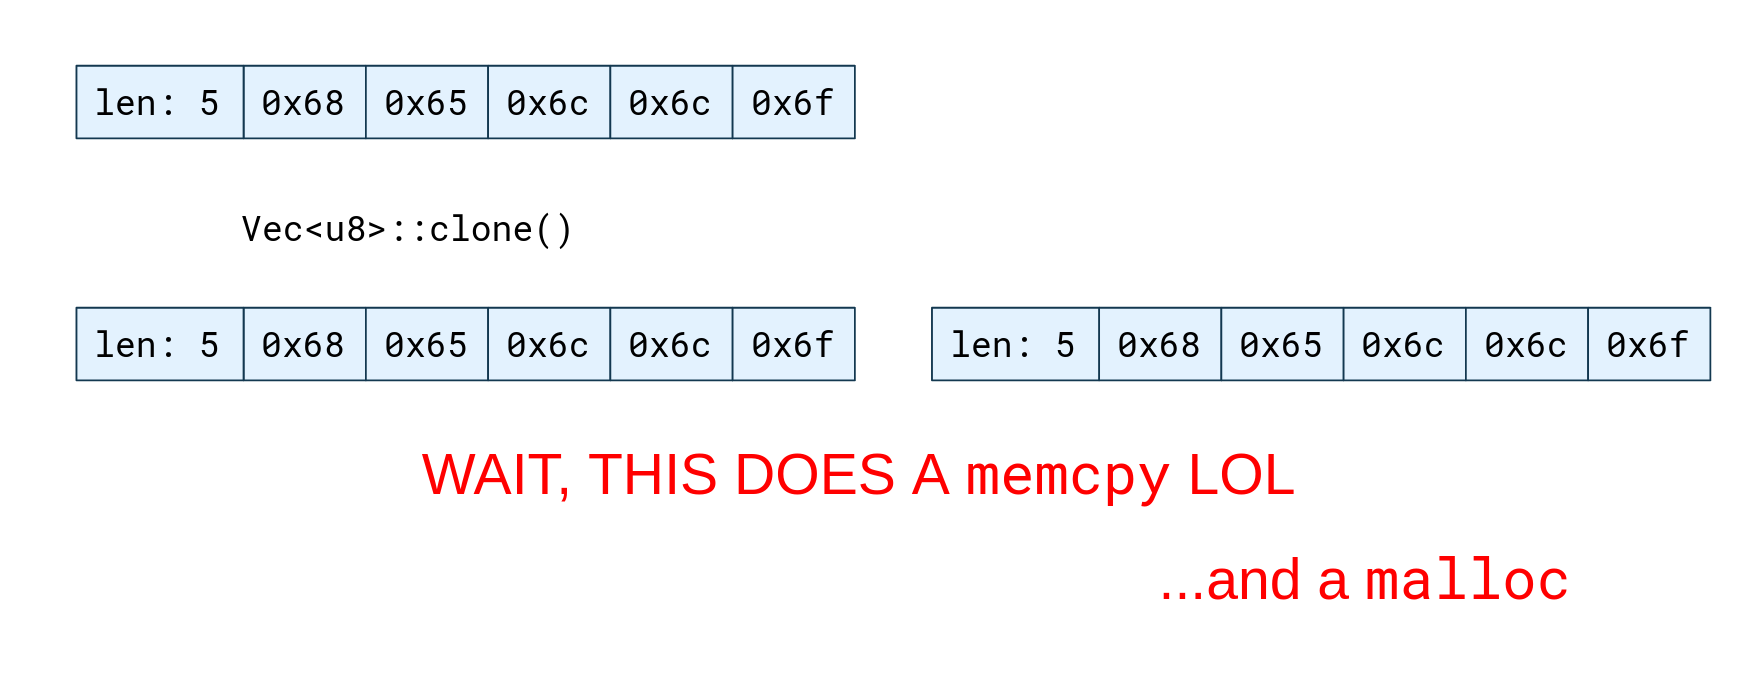 len: 5 0x68 0x65 0x6c 0x6c 0x6f
Vec<u8>::clone()
len: 5 0x68 0x65 0x6c 0x6c 0x6f
len: 5 0x68 0x65 0x6c 0x6c 0x6f
WAIT, THIS DOES A memcpy LOL
...and a malloc